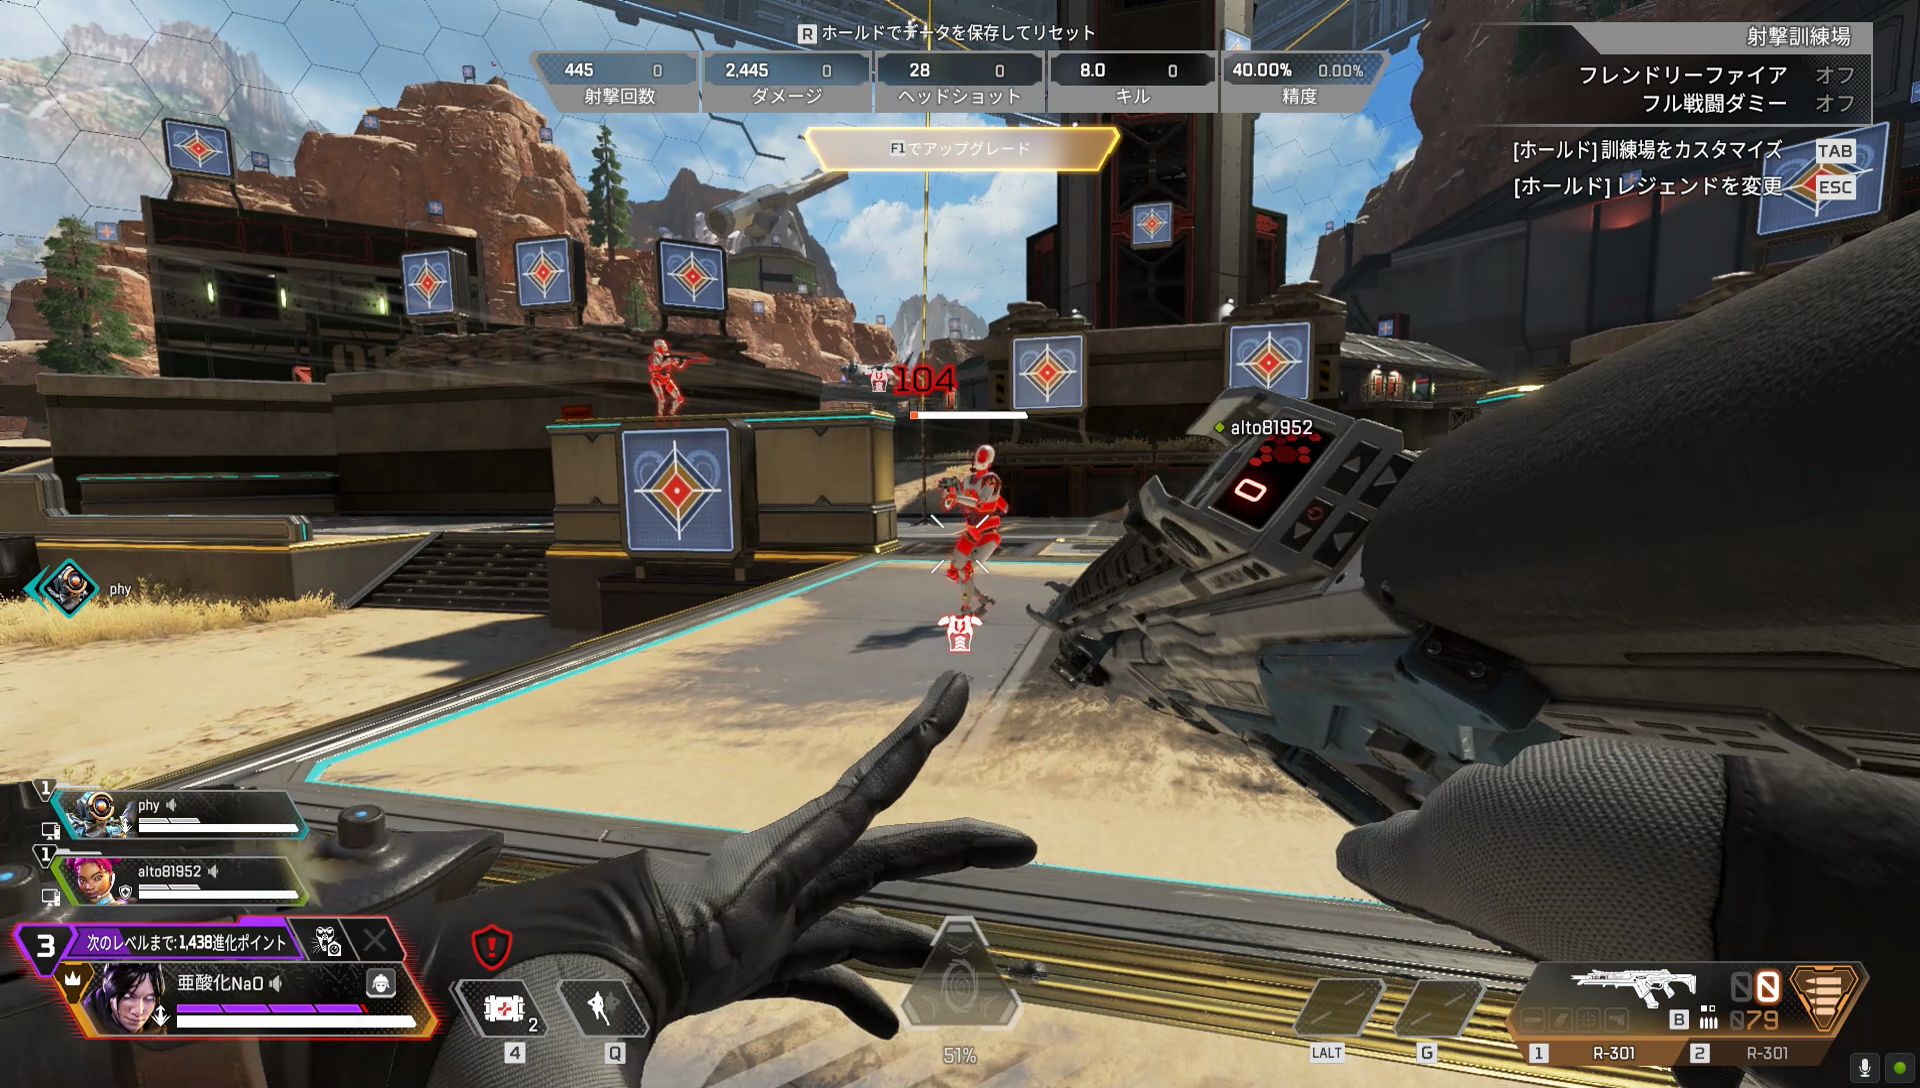 R ホールドでデータを保存してリセット
445 0 2,445 0 28 0 8.0 0 40.00% 0.00%
射撃回数 ダメージ ヘッドショット キル 精度
F1でアップグレード
射撃訓練場
フレンドリーファイア オフ
フル戦闘ダミー オフ
[ホールド]訓練場をカスタマイズ TAB
[ホールド]レジェンドを変更 ESC
104
alto81952
0
phy
1
phy
1
alto81952
3 次のレベルまで:1,438進化ポイント
亜酸化NaO
2
4 Q
51%
LALT G
00
B 079
1 R-301 2 R-301